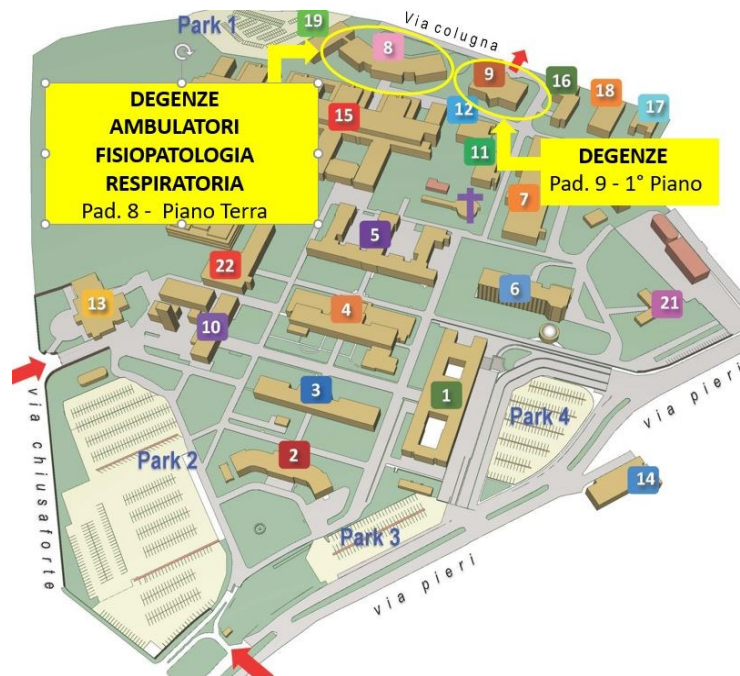 19
Via colugna
Park 1
8
9
16
18
17
DEGENZE
AMBULATORI
FISIOPATOLOGIA
RESPIRATORIA
Pad. 8 - Piano Terra
15
12
11
DEGENZE
Pad. 9 - 1° Piano
7
5
22
6
21
13
10
4
3
1
Park 4
via pieri
via chiusaforte
Park 2
2
14
Park 3
via pieri